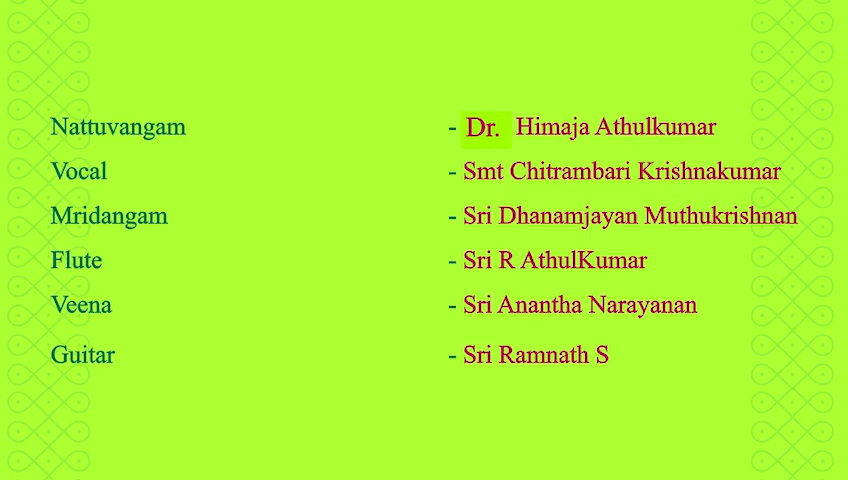 Nattuvangam - Dr. Himaja Athulkumar
Vocal - Smt Chitrambari Krishnakumar
Mridangam - Sri Dhanamjayan Muthukrishnan
Flute - Sri R AthulKumar
Veena - Sri Anantha Narayanan
Guitar - Sri Ramnath S